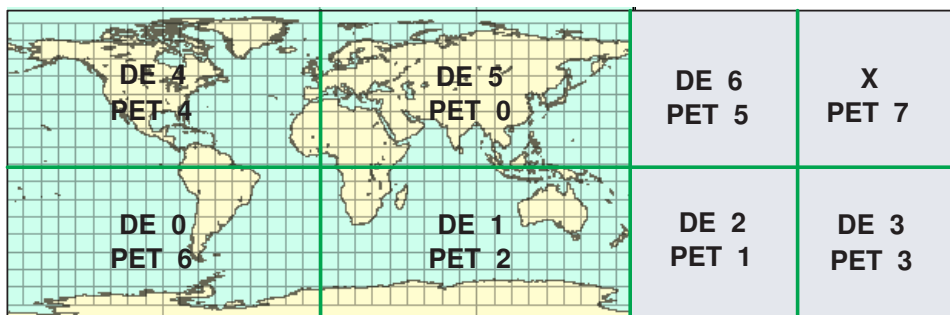 DE 4
PET 4
DE 5
PET 0
DE 6
PET 5
X
PET 7
DE 0
PET 6
DE 1
PET 2
DE 2
PET 1
DE 3
PET 3